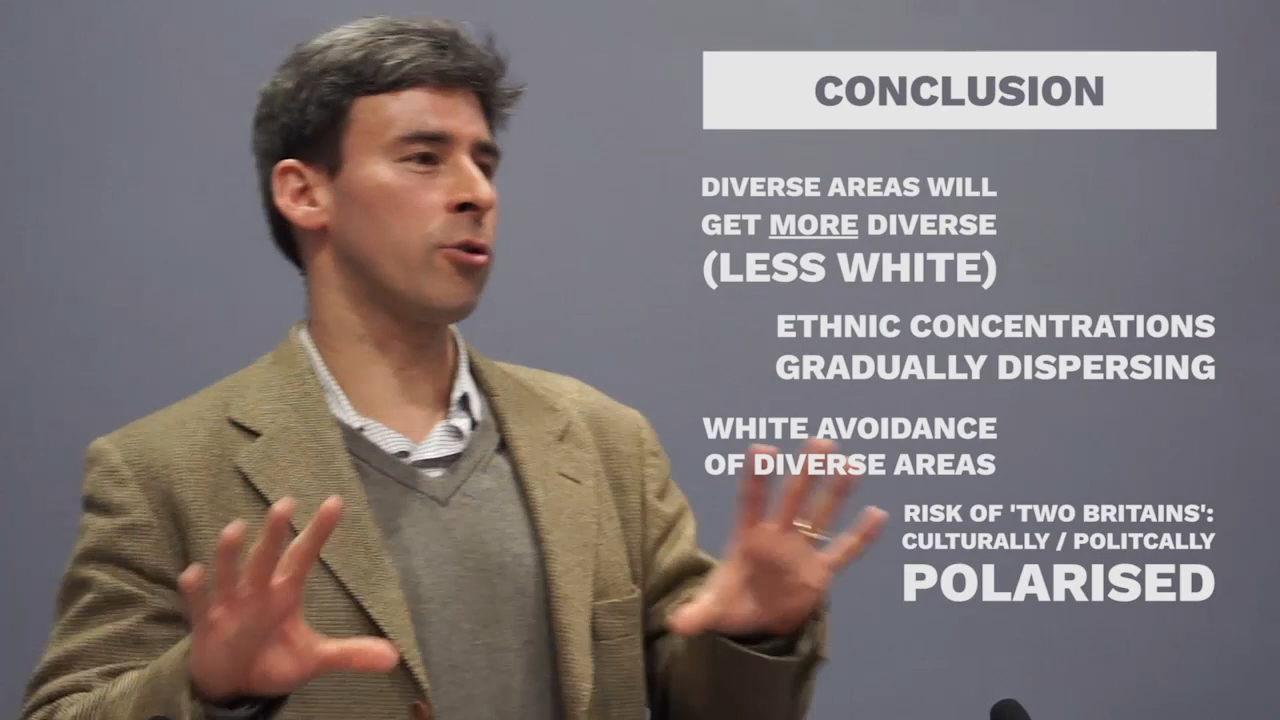 CONCLUSION
DIVERSE AREAS WILL
GET MORE DIVERSE
(LESS WHITE)
ETHNIC CONCENTRATIONS
GRADUALLY DISPERSING
WHITE AVOIDANCE
OF DIVERSE AREAS
RISK OF 'TWO BRITAINS':
CULTURALLY / POLITCALLY
POLARISED